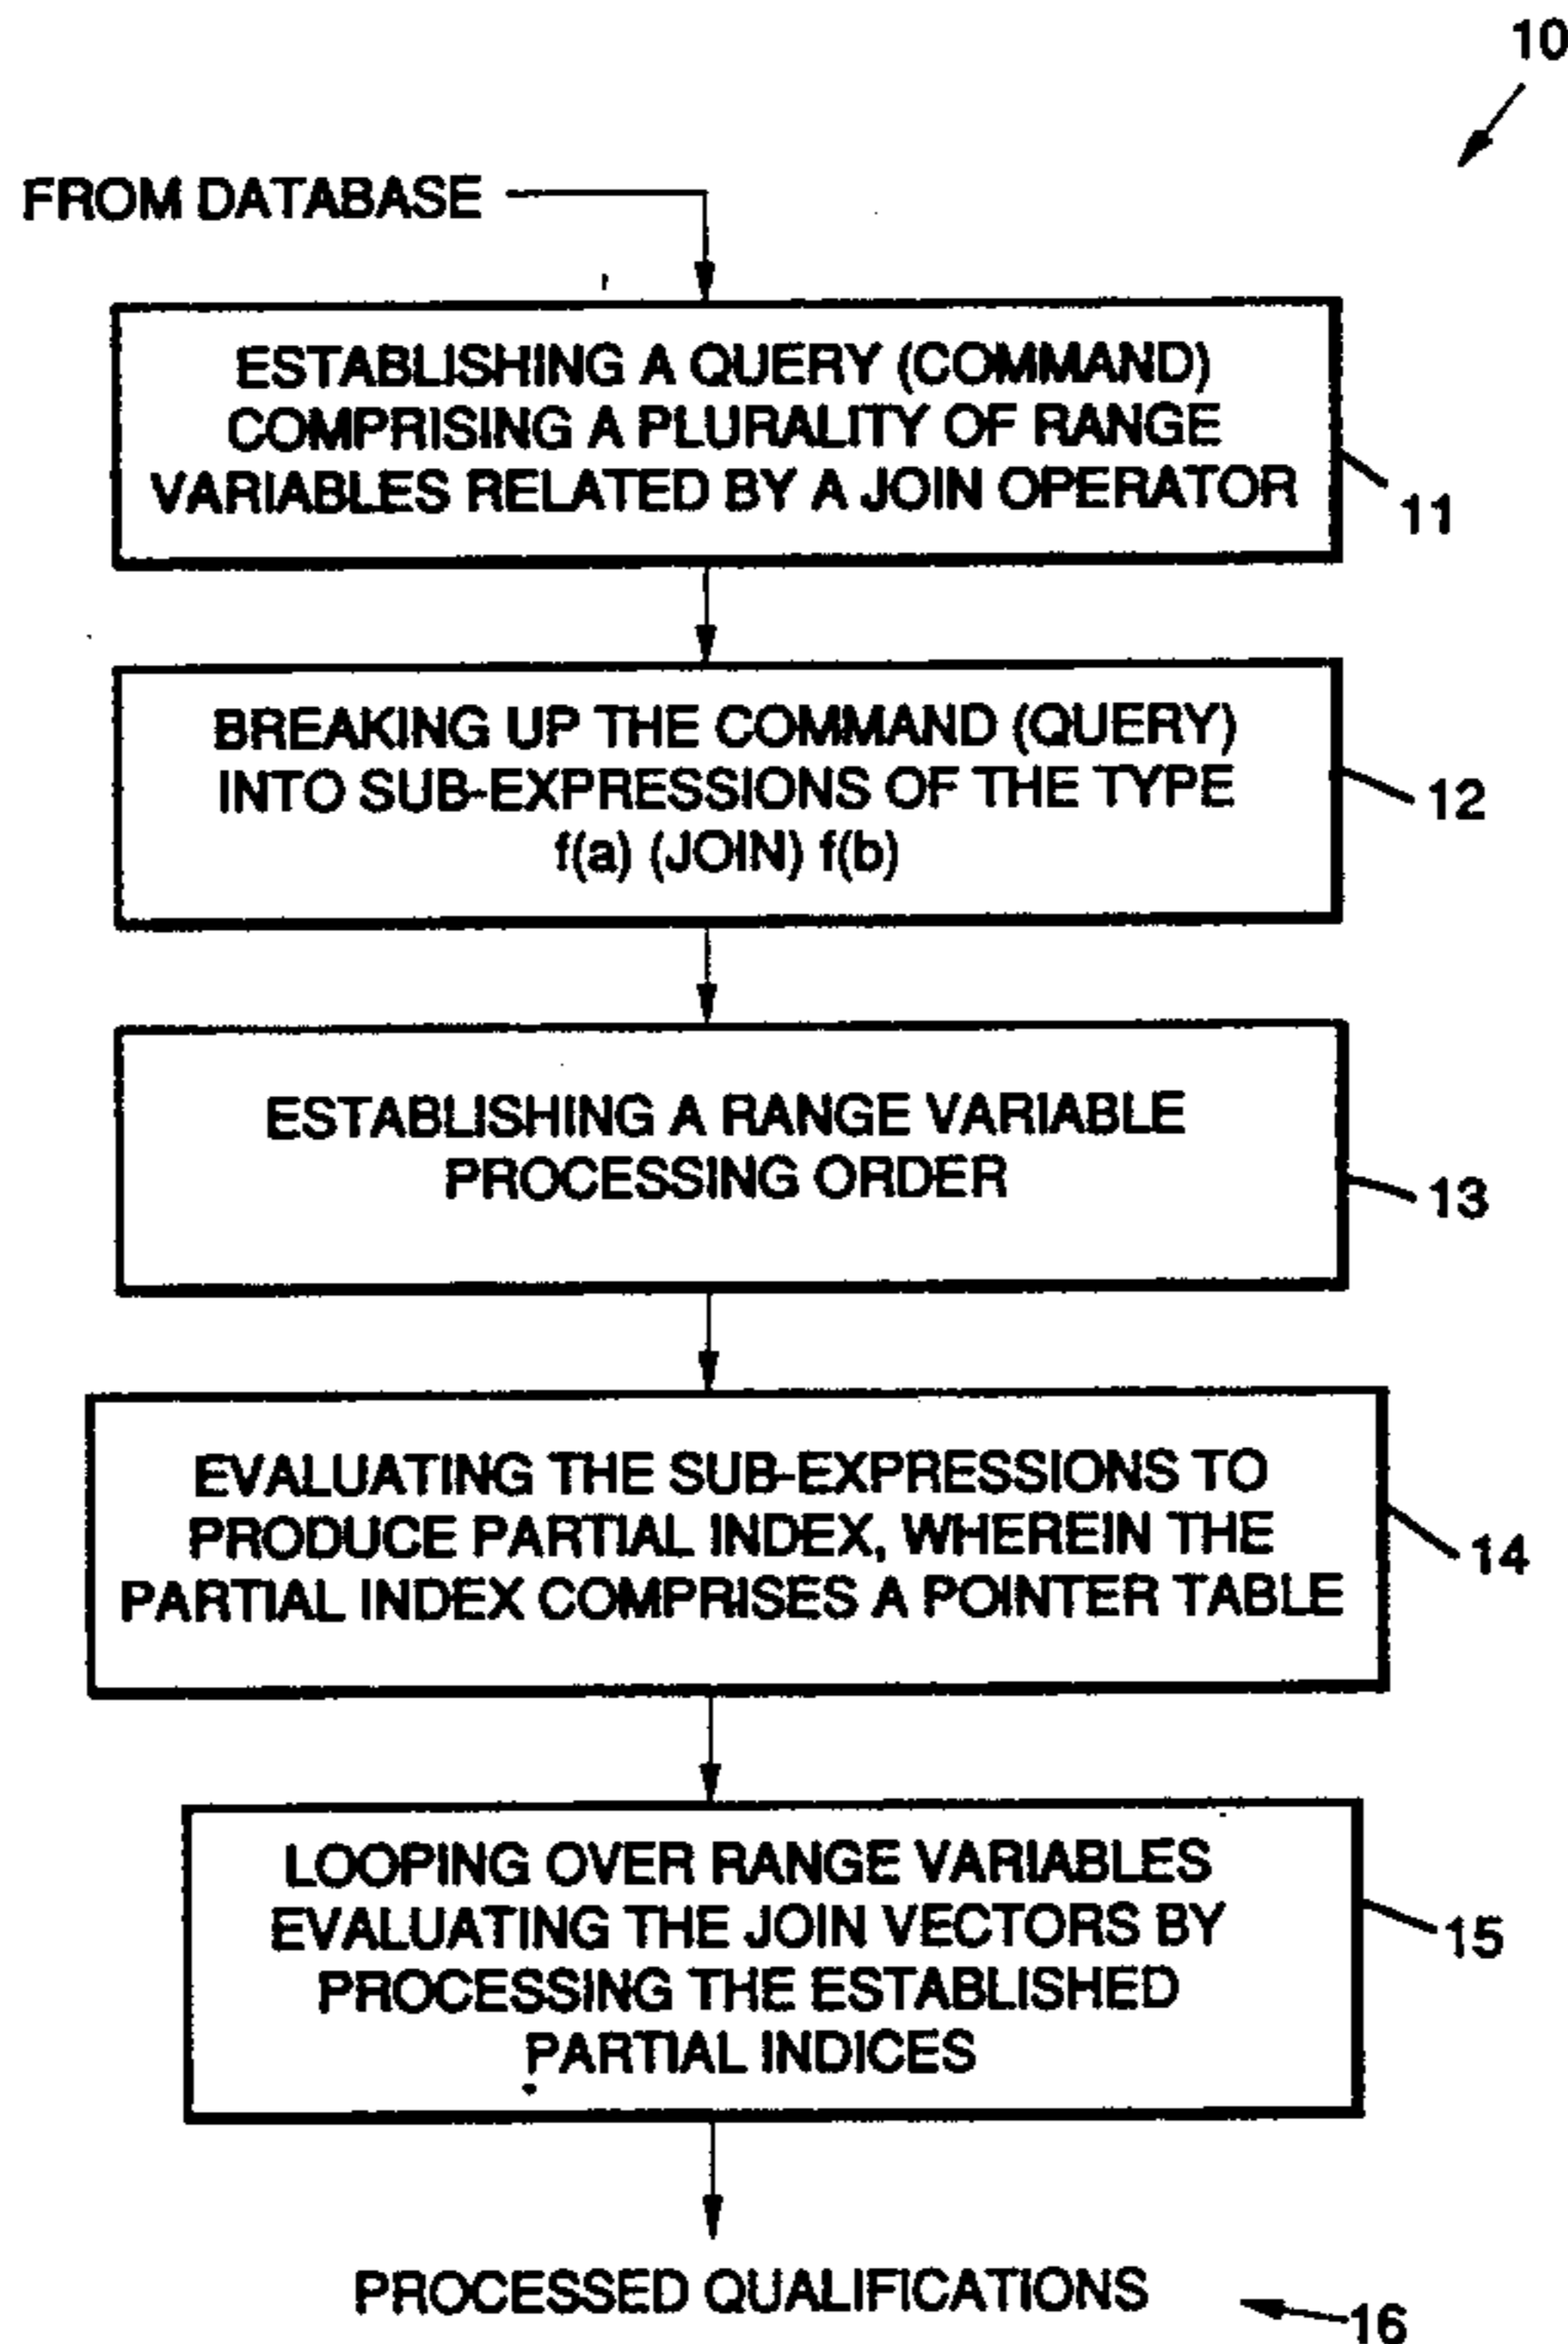 10
FROM DATABASE
ESTABLISHING A QUERY (COMMAND)
COMPRISING A PLURALITY OF RANGE
VARIABLES RELATED BY A JOIN OPERATOR
11
BREAKING UP THE COMMAND (QUERY)
INTO SUB-EXPRESSIONS OF THE TYPE
f(a) (JOIN) f(b)
12
ESTABLISHING A RANGE VARIABLE
PROCESSING ORDER
13
EVALUATING THE SUB-EXPRESSIONS TO
PRODUCE PARTIAL INDEX, WHEREIN THE
PARTIAL INDEX COMPRISES A POINTER TABLE
14
LOOPING OVER RANGE VARIABLES
EVALUATING THE JOIN VECTORS BY
PROCESSING THE ESTABLISHED
PARTIAL INDICES
15
PROCESSED QUALIFICATIONS
16